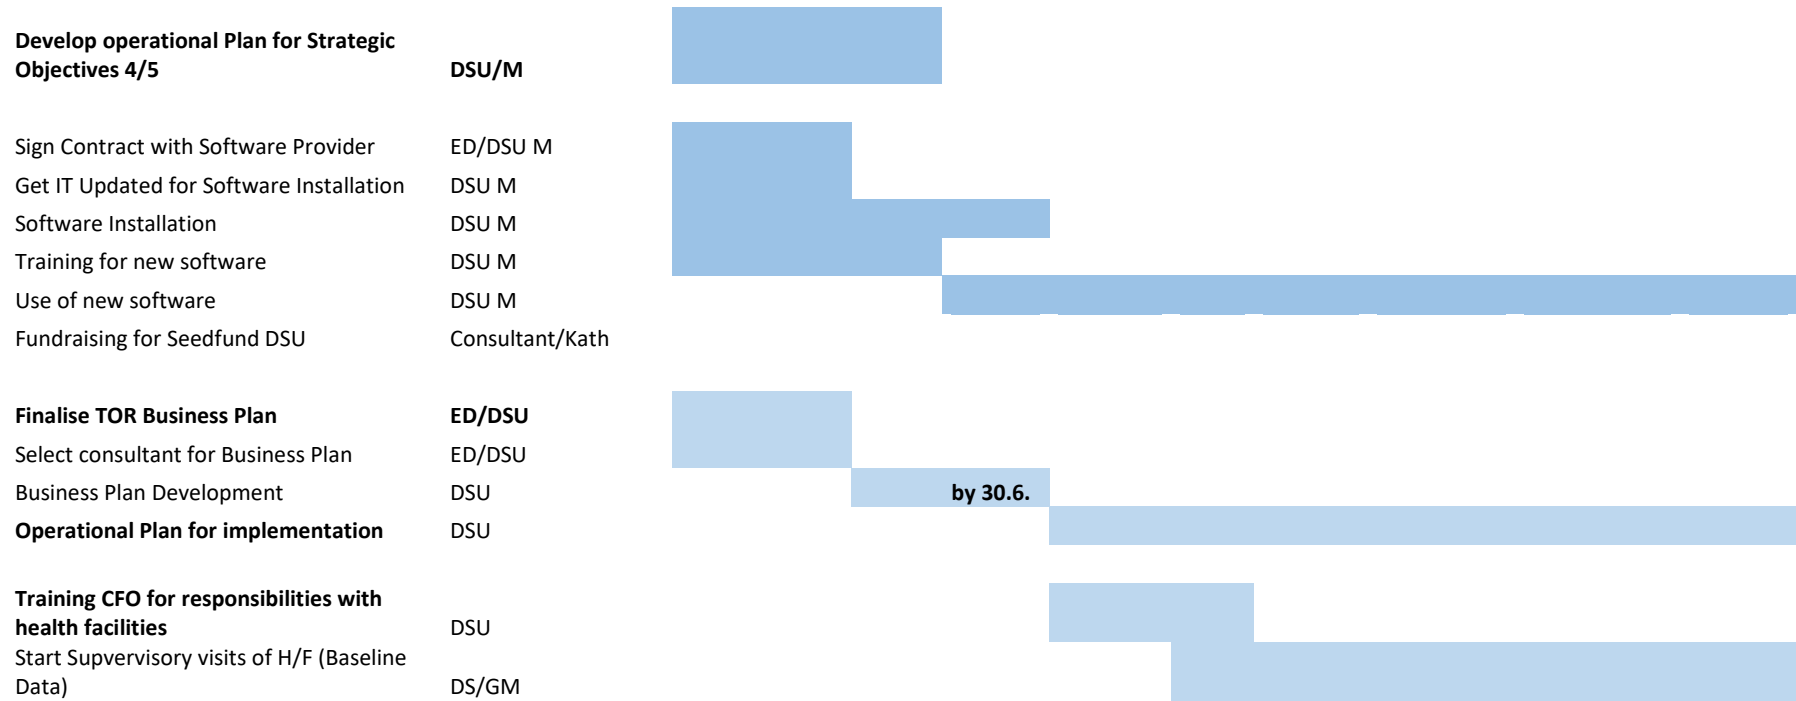 Develop operational Plan for Strategic
Objectives 4/5 DSU/M
Sign Contract with Software Provider ED/DSU M
Get IT Updated for Software Installation DSU M
Software Installation DSU M
Training for new software DSU M
Use of new software DSU M
Fundraising for Seedfund DSU Consultant/Kath
Finalise TOR Business Plan ED/DSU
Select consultant for Business Plan ED/DSU
Business Plan Development DSU by 30.6.
Operational Plan for implementation DSU
Training CFO for responsibilities with
health facilities DSU
Start Supvervisory visits of H/F (Baseline
Data) DS/GM